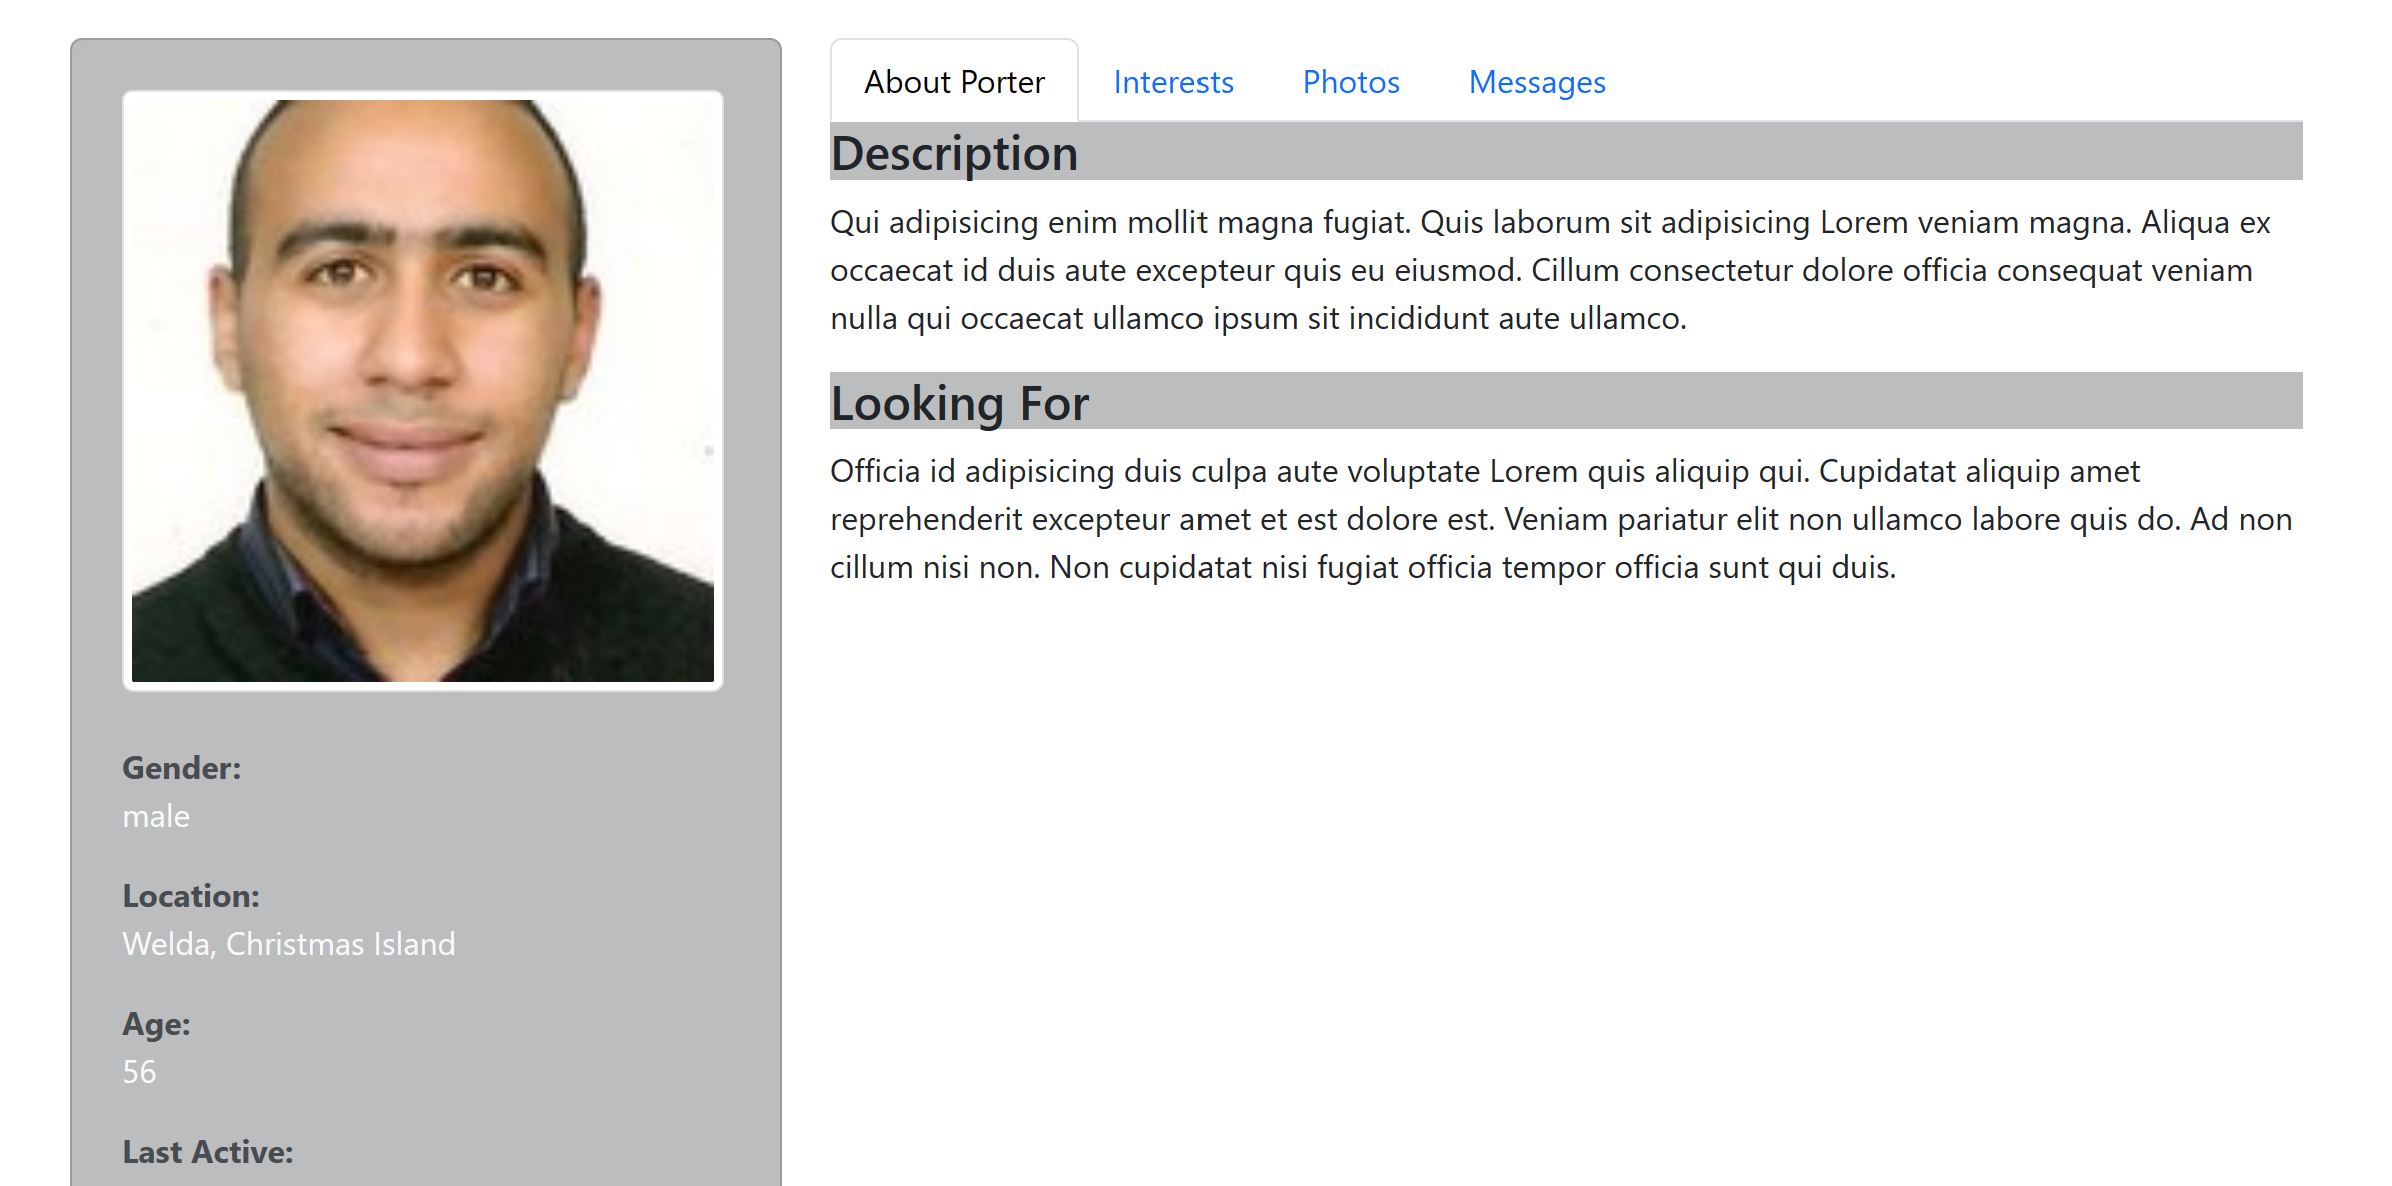 About Porter Interests Photos Messages
Description
Qui adipisicing enim mollit magna fugiat. Quis laborum sit adipisicing Lorem veniam magna. Aliqua ex
occaecat id duis aute excepteur quis eu eiusmod. Cillum consectetur dolore officia consequat veniam
nulla qui occaecat ullamco ipsum sit incididunt aute ullamco.
Looking For
Officia id adipisicing duis culpa aute voluptate Lorem quis aliquip qui. Cupidatat aliquip amet
reprehenderit excepteur amet et est dolore est. Veniam pariatur elit non ullamco labore quis do. Ad non
cillum nisi non. Non cupidatat nisi fugiat officia tempor officia sunt qui duis.
Gender:
male
Location:
Welda, Christmas Island
Age:
56
Last Active: